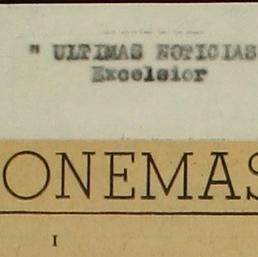 " ULTIMAS NOTICIAS
Excelsior
ONEMAS
I